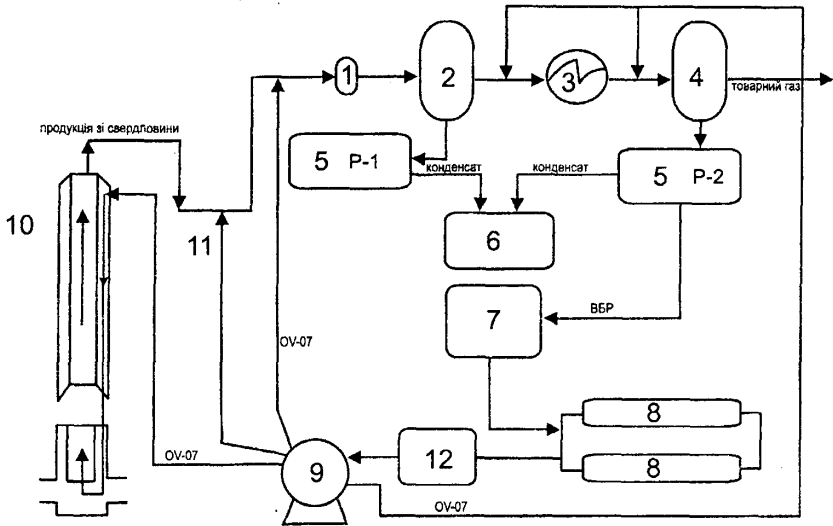 1
2
3
4
товарний газ
продукція зі свердловини
5 Р-1
конденсат
конденсат
5 Р-2
10
11
6
7
ВБР
OV-07
8
8
12
9
OV-07
OV-07